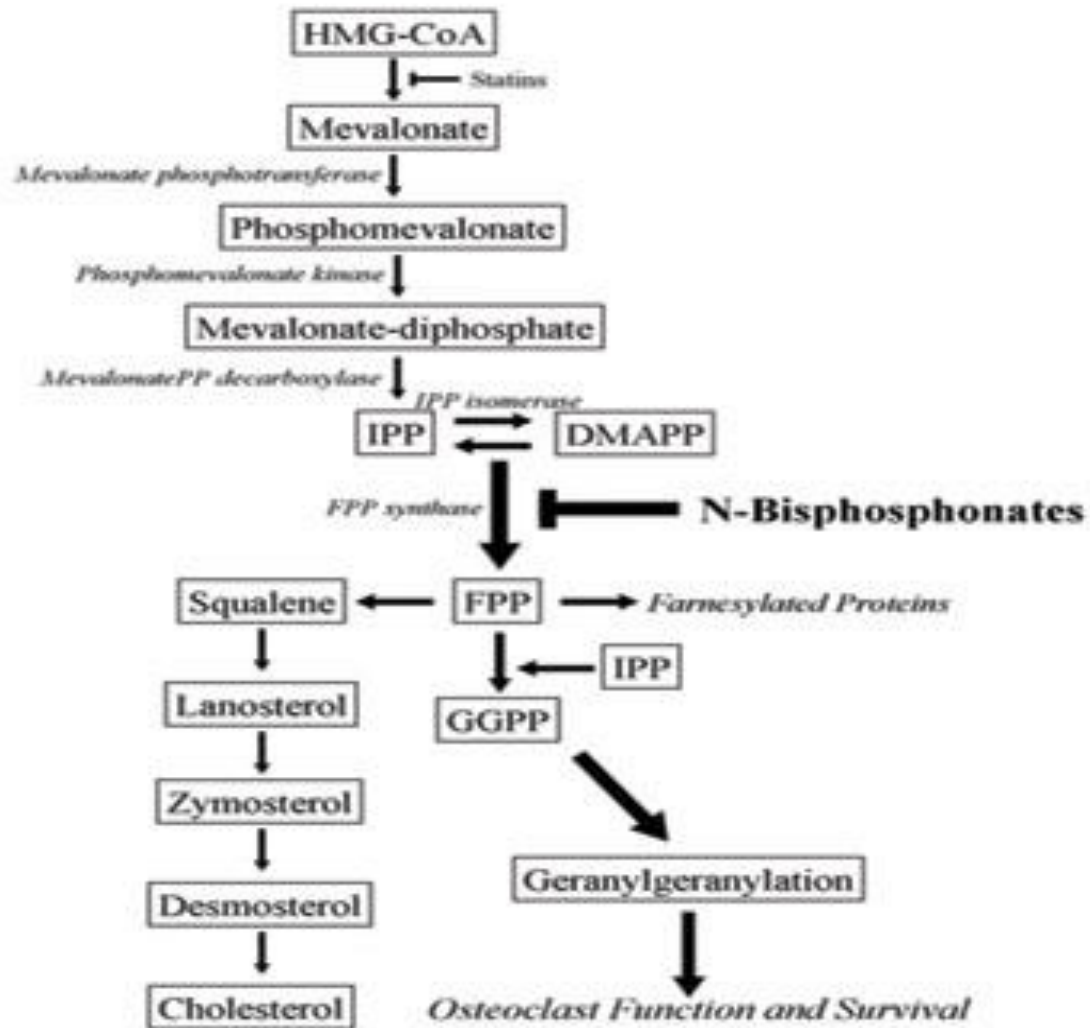 HMG-CoA
Statins
Mevalonate
Mevalonate phosphotransferase
Phosphomevalonate
Phosphomevalonate kinase
Mevalonate-diphosphate
MevalonatePP decarboxylase
IPP isomerase
IPP DMAPP
FPP synthase
N-Bisphosphonates
Squalene FPP Farnesylated Proteins
IPP
Lanosterol GGPP
Zymosterol
Geranylgeranylation
Desmosterol
Cholesterol Osteoclast Function and Survival